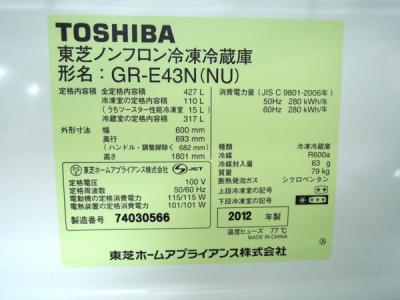 TOSHIBA
東芝ノンフロン冷凍冷蔵庫
形名：GR-E43N(NU)
定格内容積 全定格内容積 427 L
冷凍室の定格内容積 110 L
(うちツースター性能室 15 L)
冷蔵室の定格内容積 317 L
外形寸法 幅 600 mm
奥行 693 mm
(ハンドル・調整脚除く 682 mm)
高さ 1801 mm
東芝ホームアプライアンス株式会社
S JET
定格電圧 100 V
定格周波数 50/60 Hz
電動機の定格消費電力 115/115 W
電熱装置の定格消費電力 101/101 W
製造番号 74030566
消費電力量 (JIS C 9801-2006年)
50Hz 280 kWh/年
60Hz 280 kWh/年
種類 冷凍冷蔵庫
冷媒 R600a
冷媒封入量 63 g
質量 79 kg
断熱発泡ガス シクロペンタン
上段冷凍室の記号
下段冷凍室の記号
2012 年製
温度ヒューズ 77℃
MADE IN CHINA
東芝ホームアプライアンス株式会社